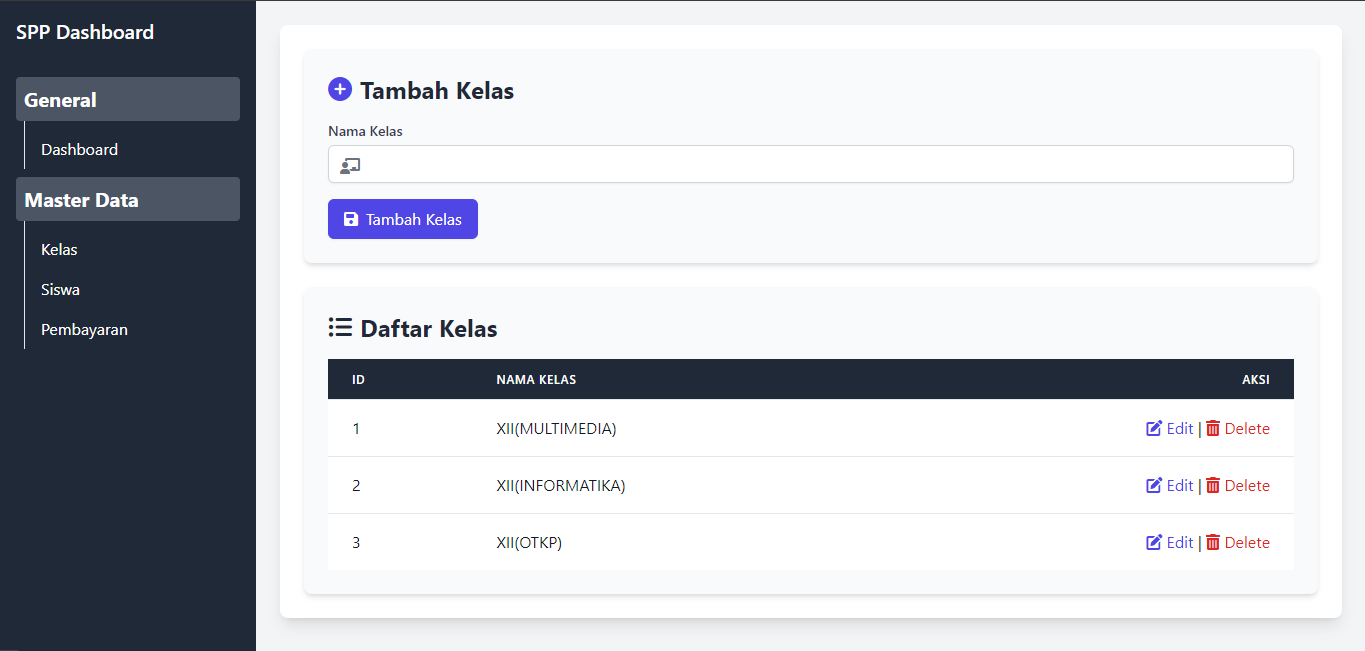 SPP Dashboard
General
Dashboard
Master Data
Kelas
Siswa
Pembayaran
Tambah Kelas
Nama Kelas
Tambah Kelas
Daftar Kelas
ID NAMA KELAS AKSI
1 XII(MULTIMEDIA) Edit | Delete
2 XII(INFORMATIKA) Edit | Delete
3 XII(OTKP) Edit | Delete